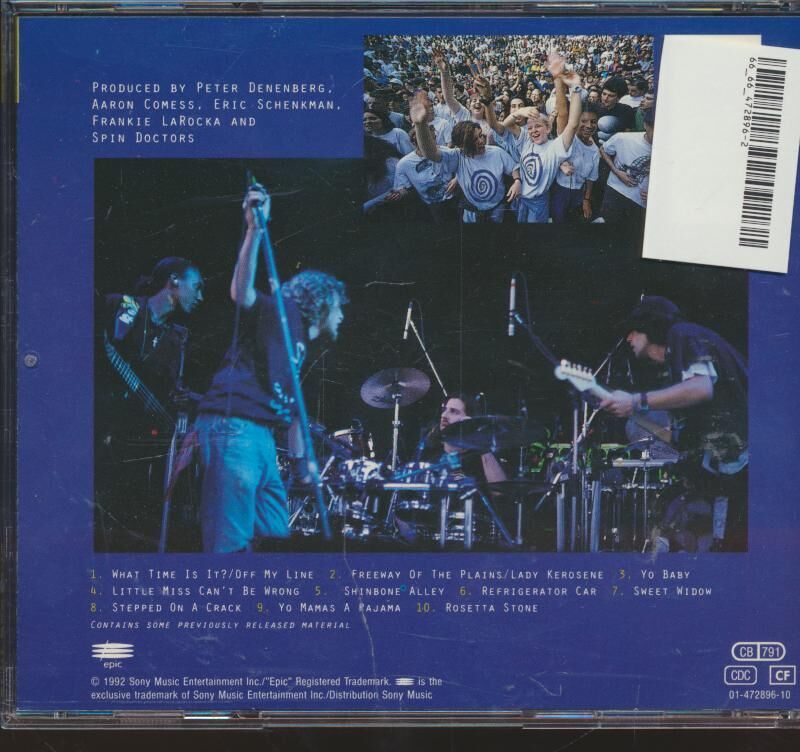 PRODUCED BY PETER DENENBERG,
AARON COMESS, ERIC SCHENKMAN,
FRANKIE LAROCKA AND
SPIN DOCTORS
66_66_472896-2
1. WHAT TIME IS IT?/OFF MY LINE 2. FREEWAY OF THE PLAINS/LADY KEROSENE 3. YO BABY
4. LITTLE MISS CAN'T BE WRONG 5. SHINBONE ALLEY 6. REFRIGERATOR CAR 7. SWEET WIDOW
8. STEPPED ON A CRACK 9. YO MAMAS A PAJAMA 10. ROSETTA STONE
CONTAINS SOME PREVIOUSLY RELEASED MATERIAL
epic
© 1992 Sony Music Entertainment Inc./"Epic" Registered Trademark. is the
exclusive trademark of Sony Music Entertainment Inc./Distribution Sony Music
CB 791
CDC CF
01-472896-10